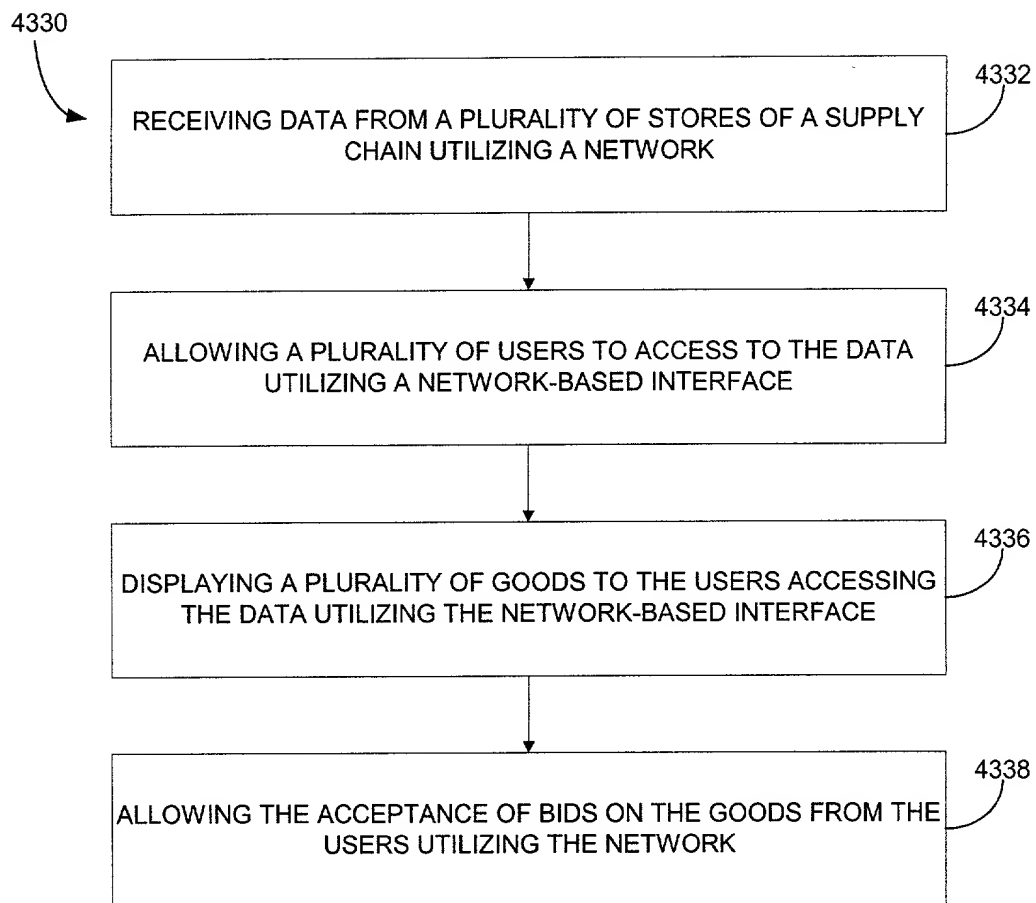 4330
4332
RECEIVING DATA FROM A PLURALITY OF STORES OF A SUPPLY
CHAIN UTILIZING A NETWORK
4334
ALLOWING A PLURALITY OF USERS TO ACCESS TO THE DATA
UTILIZING A NETWORK-BASED INTERFACE
4336
DISPLAYING A PLURALITY OF GOODS TO THE USERS ACCESSING
THE DATA UTILIZING THE NETWORK-BASED INTERFACE
4338
ALLOWING THE ACCEPTANCE OF BIDS ON THE GOODS FROM THE
USERS UTILIZING THE NETWORK